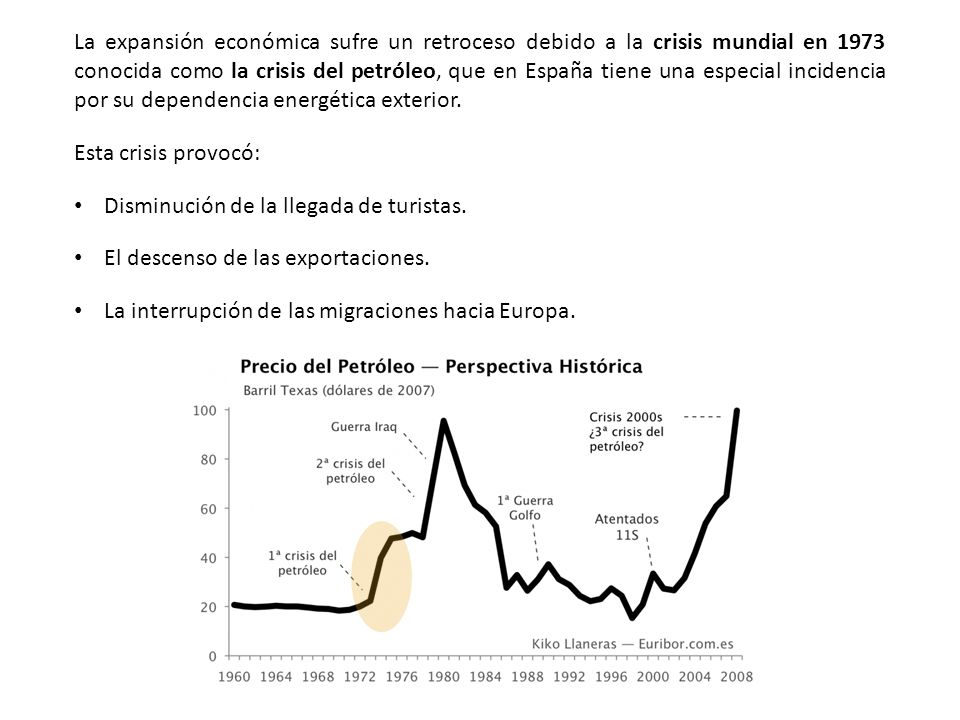 La expansión económica sufre un retroceso debido a la crisis mundial en 1973
conocida como la crisis del petróleo, que en España tiene una especial incidencia
por su dependencia energética exterior.
Esta crisis provocó:
• Disminución de la llegada de turistas.
• El descenso de las exportaciones.
• La interrupción de las migraciones hacia Europa.
Precio del Petróleo — Perspectiva Histórica
Barril Texas (dólares de 2007)
100
80
60
40
20
0
Guerra Iraq
2ª crisis del
petróleo
1ª crisis del
petróleo
1ª Guerra
Golfo
Atentados
11S
Crisis 2000s
¿3ª crisis del
petróleo?
Kiko Llaneras — Euribor.com.es
1960 1964 1968 1972 1976 1980 1984 1988 1992 1996 2000 2004 2008